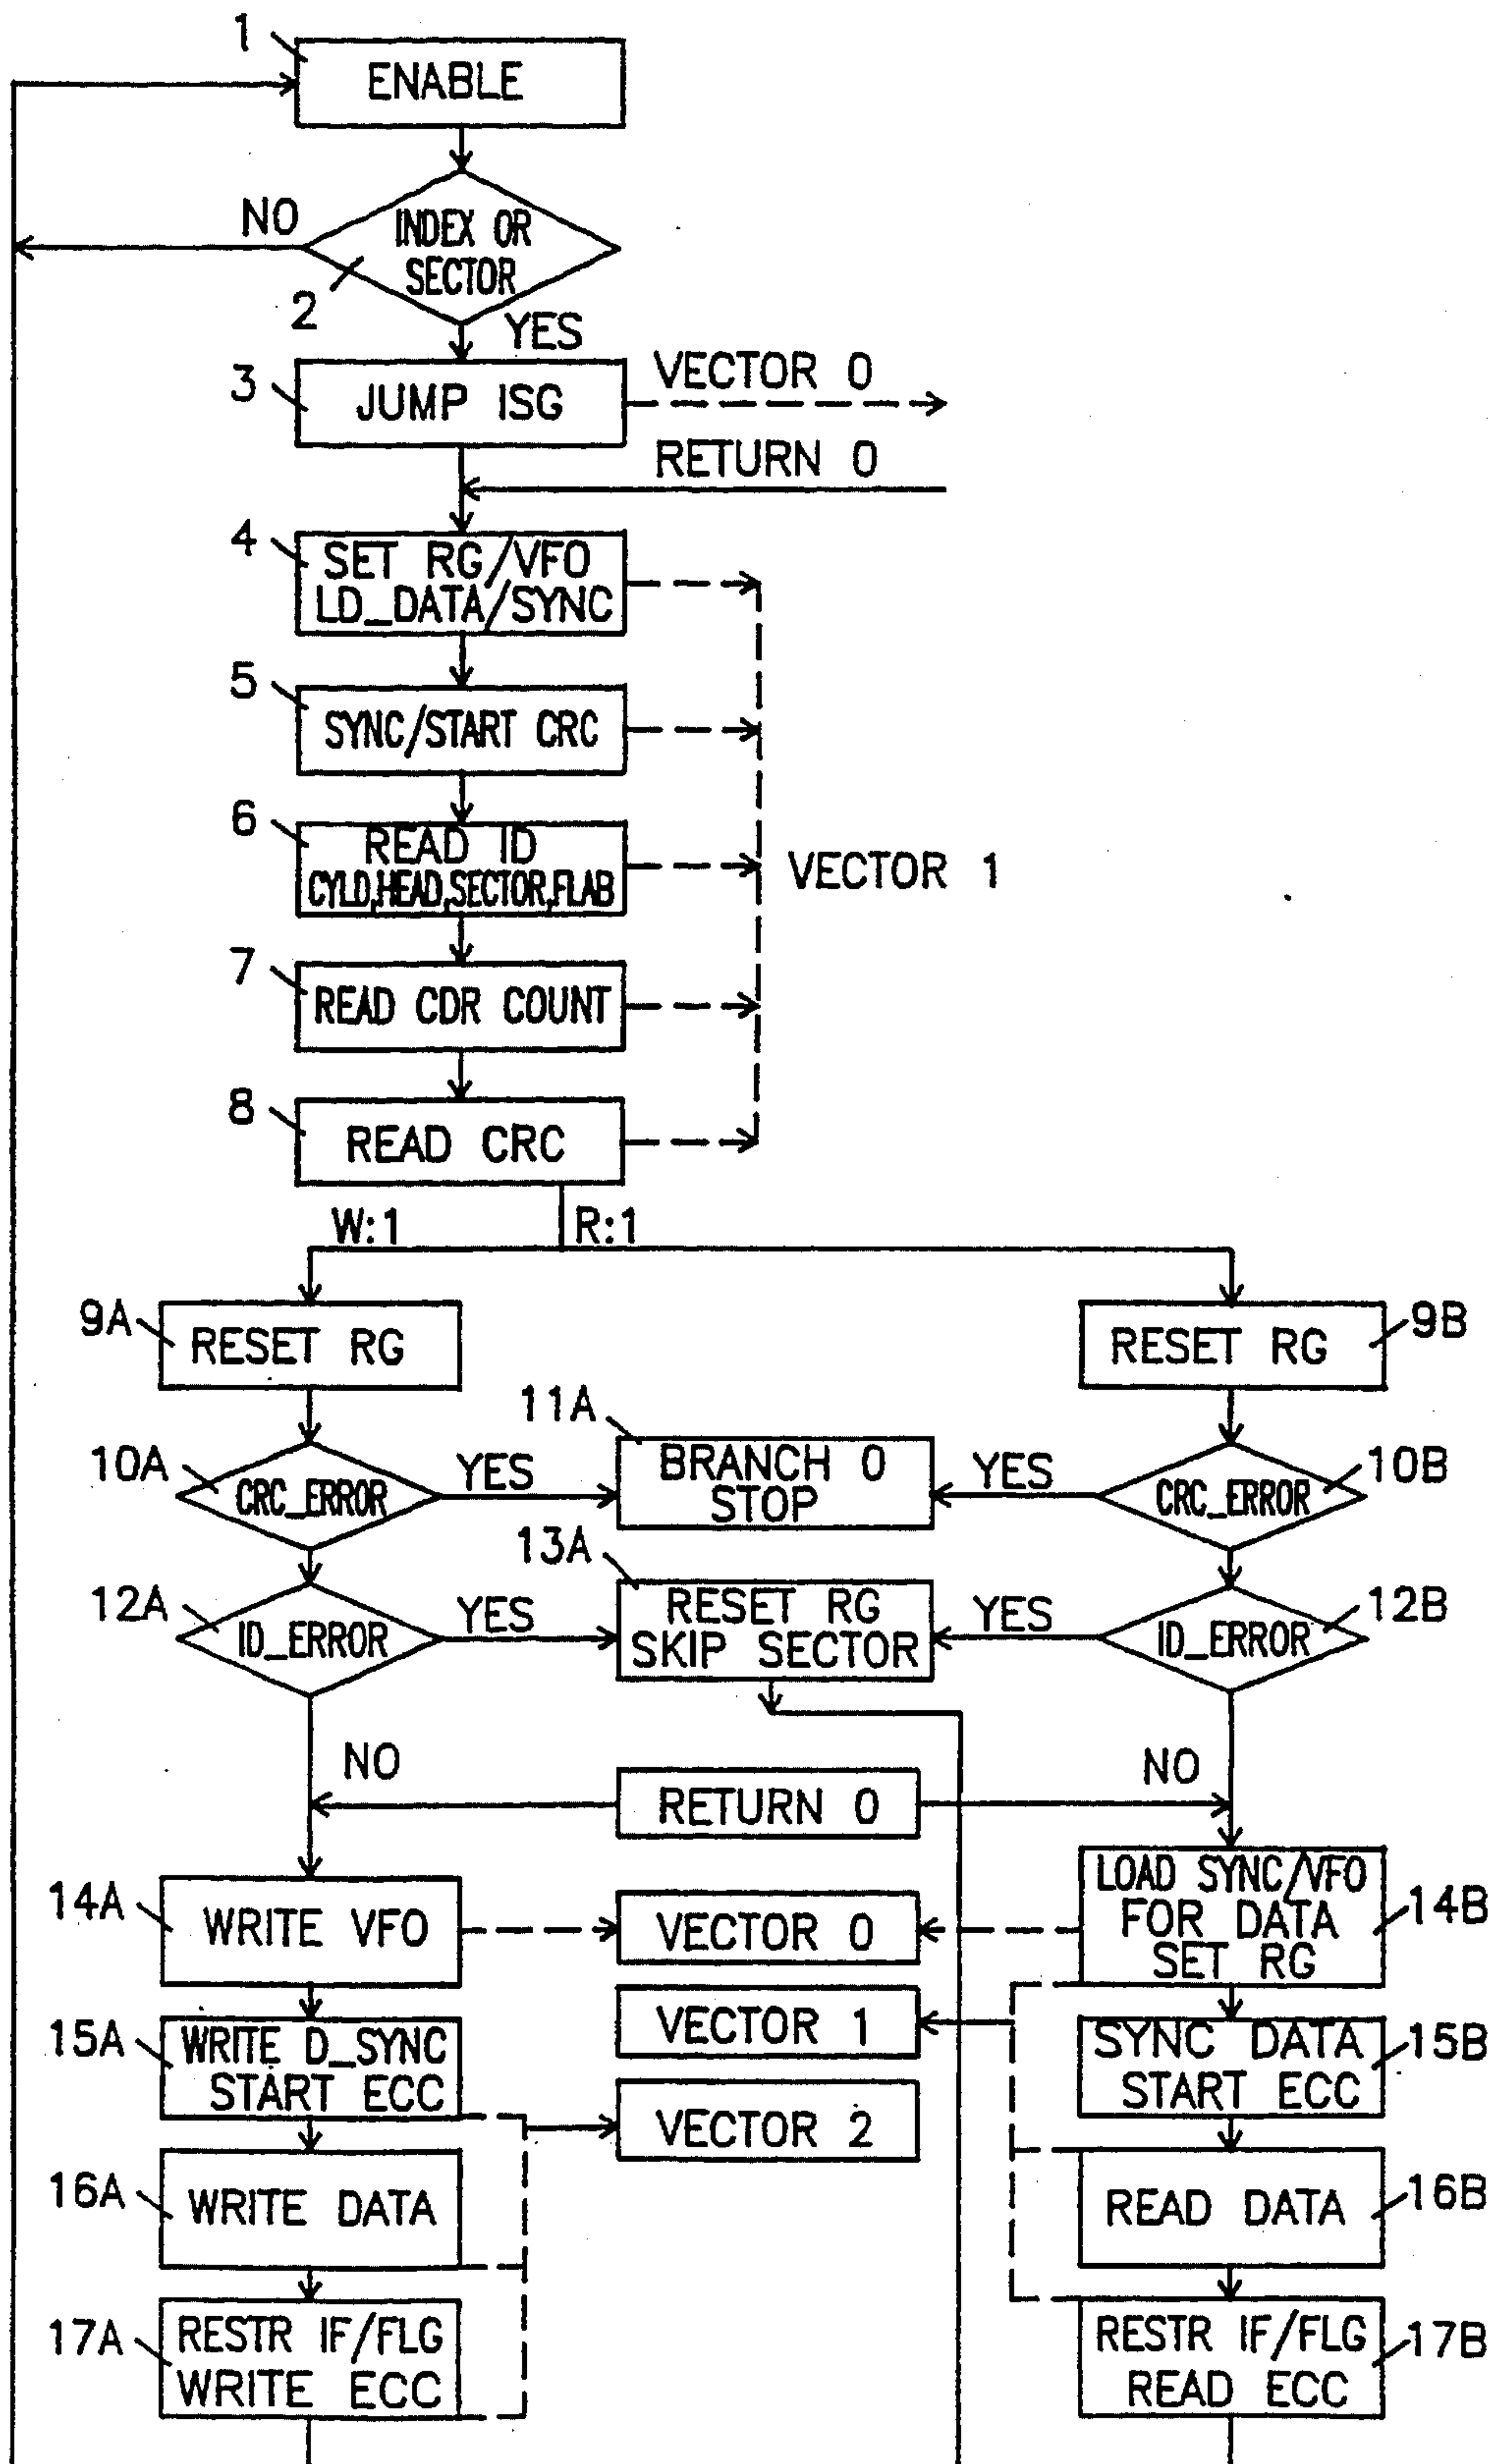 1
ENABLE
NO
INDEX OR
SECTOR
2
YES
3
JUMP ISG
VECTOR 0
RETURN 0
4
SET RG/VFO
LD_DATA/SYNC
5
SYNC/START CRC
6
READ ID
CYLD,HEAD,SECTOR,FLAB
VECTOR 1
7
READ CDR COUNT
8
READ CRC
W:1
R:1
9A
RESET RG
RESET RG
9B
11A
10A
CRC_ERROR
YES
BRANCH 0
STOP
YES
CRC_ERROR
10B
13A
12A
ID_ERROR
YES
RESET RG
SKIP SECTOR
YES
ID_ERROR
12B
NO
NO
RETURN 0
14A
WRITE VFO
VECTOR 0
LOAD SYNC/VFO
FOR DATA
SET RG
14B
VECTOR 1
15A
WRITE D_SYNC
START ECC
SYNC DATA
START ECC
15B
VECTOR 2
16A
WRITE DATA
READ DATA
16B
17A
RESTR IF/FLG
WRITE ECC
RESTR IF/FLG
READ ECC
17B